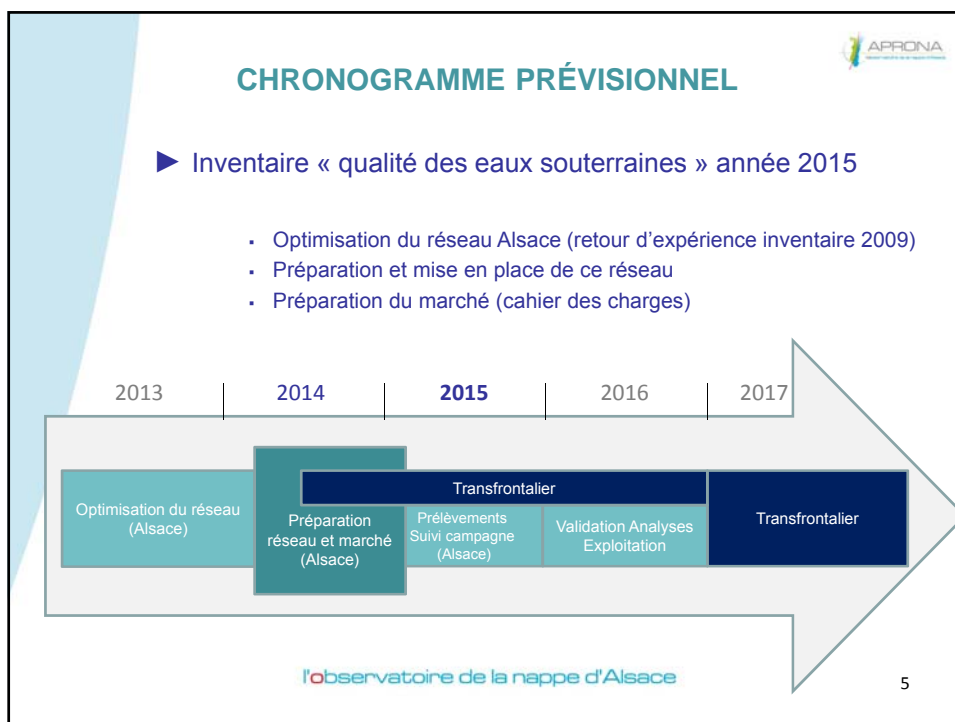 APRONA
CHRONOGRAMME PRÉVISIONNEL
► Inventaire « qualité des eaux souterraines » année 2015
▪ Optimisation du réseau Alsace (retour d'expérience inventaire 2009)
▪ Préparation et mise en place de ce réseau
▪ Préparation du marché (cahier des charges)
2013
2014
2015
2016
2017
Optimisation du réseau
(Alsace)
Préparation
réseau et marché
(Alsace)
Transfrontalier
Prélèvements
Suivi campagne
(Alsace)
Validation Analyses
Exploitation
Transfrontalier
l'observatoire de la nappe d'Alsace
5